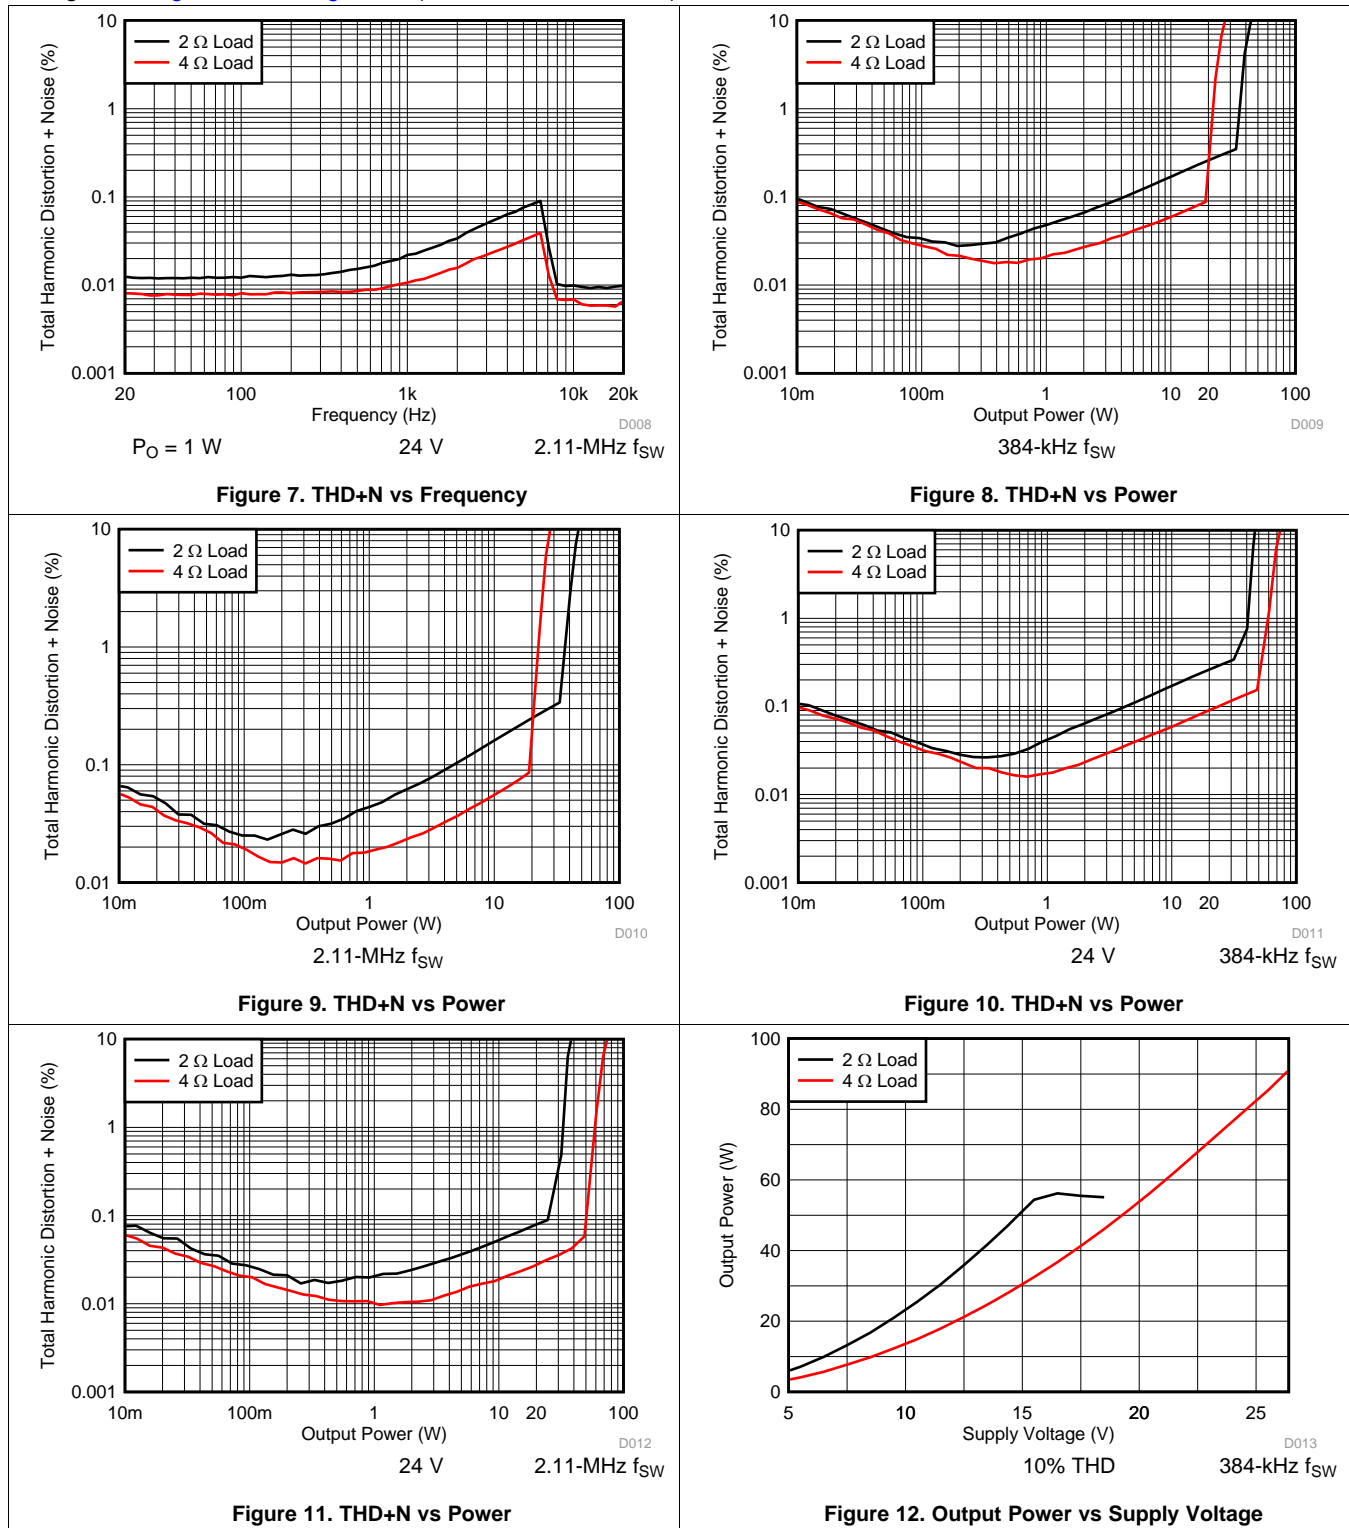 10
1
0.1
0.01
0.001
Total Harmonic Distortion + Noise (%)
2 Ω Load
4 Ω Load
20 100 1k 10k 20k
Frequency (Hz)
D008
P_O = 1 W 24 V 2.11-MHz f_SW
Figure 7. THD+N vs Frequency
10
1
0.1
0.01
0.001
Total Harmonic Distortion + Noise (%)
2 Ω Load
4 Ω Load
10m 100m 1 10 20 100
Output Power (W)
D009
384-kHz f_SW
Figure 8. THD+N vs Power
10
1
0.1
0.01
Total Harmonic Distortion + Noise (%)
2 Ω Load
4 Ω Load
10m 100m 1 10 100
Output Power (W)
D010
2.11-MHz f_SW
Figure 9. THD+N vs Power
10
1
0.1
0.01
0.001
Total Harmonic Distortion + Noise (%)
2 Ω Load
4 Ω Load
10m 100m 1 10 20 100
Output Power (W)
D011
24 V 384-kHz f_SW
Figure 10. THD+N vs Power
10
1
0.1
0.01
0.001
Total Harmonic Distortion + Noise (%)
2 Ω Load
4 Ω Load
10m 100m 1 10 20 100
Output Power (W)
D012
24 V 2.11-MHz f_SW
Figure 11. THD+N vs Power
100
80
60
40
20
0
Output Power (W)
2 Ω Load
4 Ω Load
5 10 15 20 25
Supply Voltage (V)
D013
10% THD 384-kHz f_SW
Figure 12. Output Power vs Supply Voltage